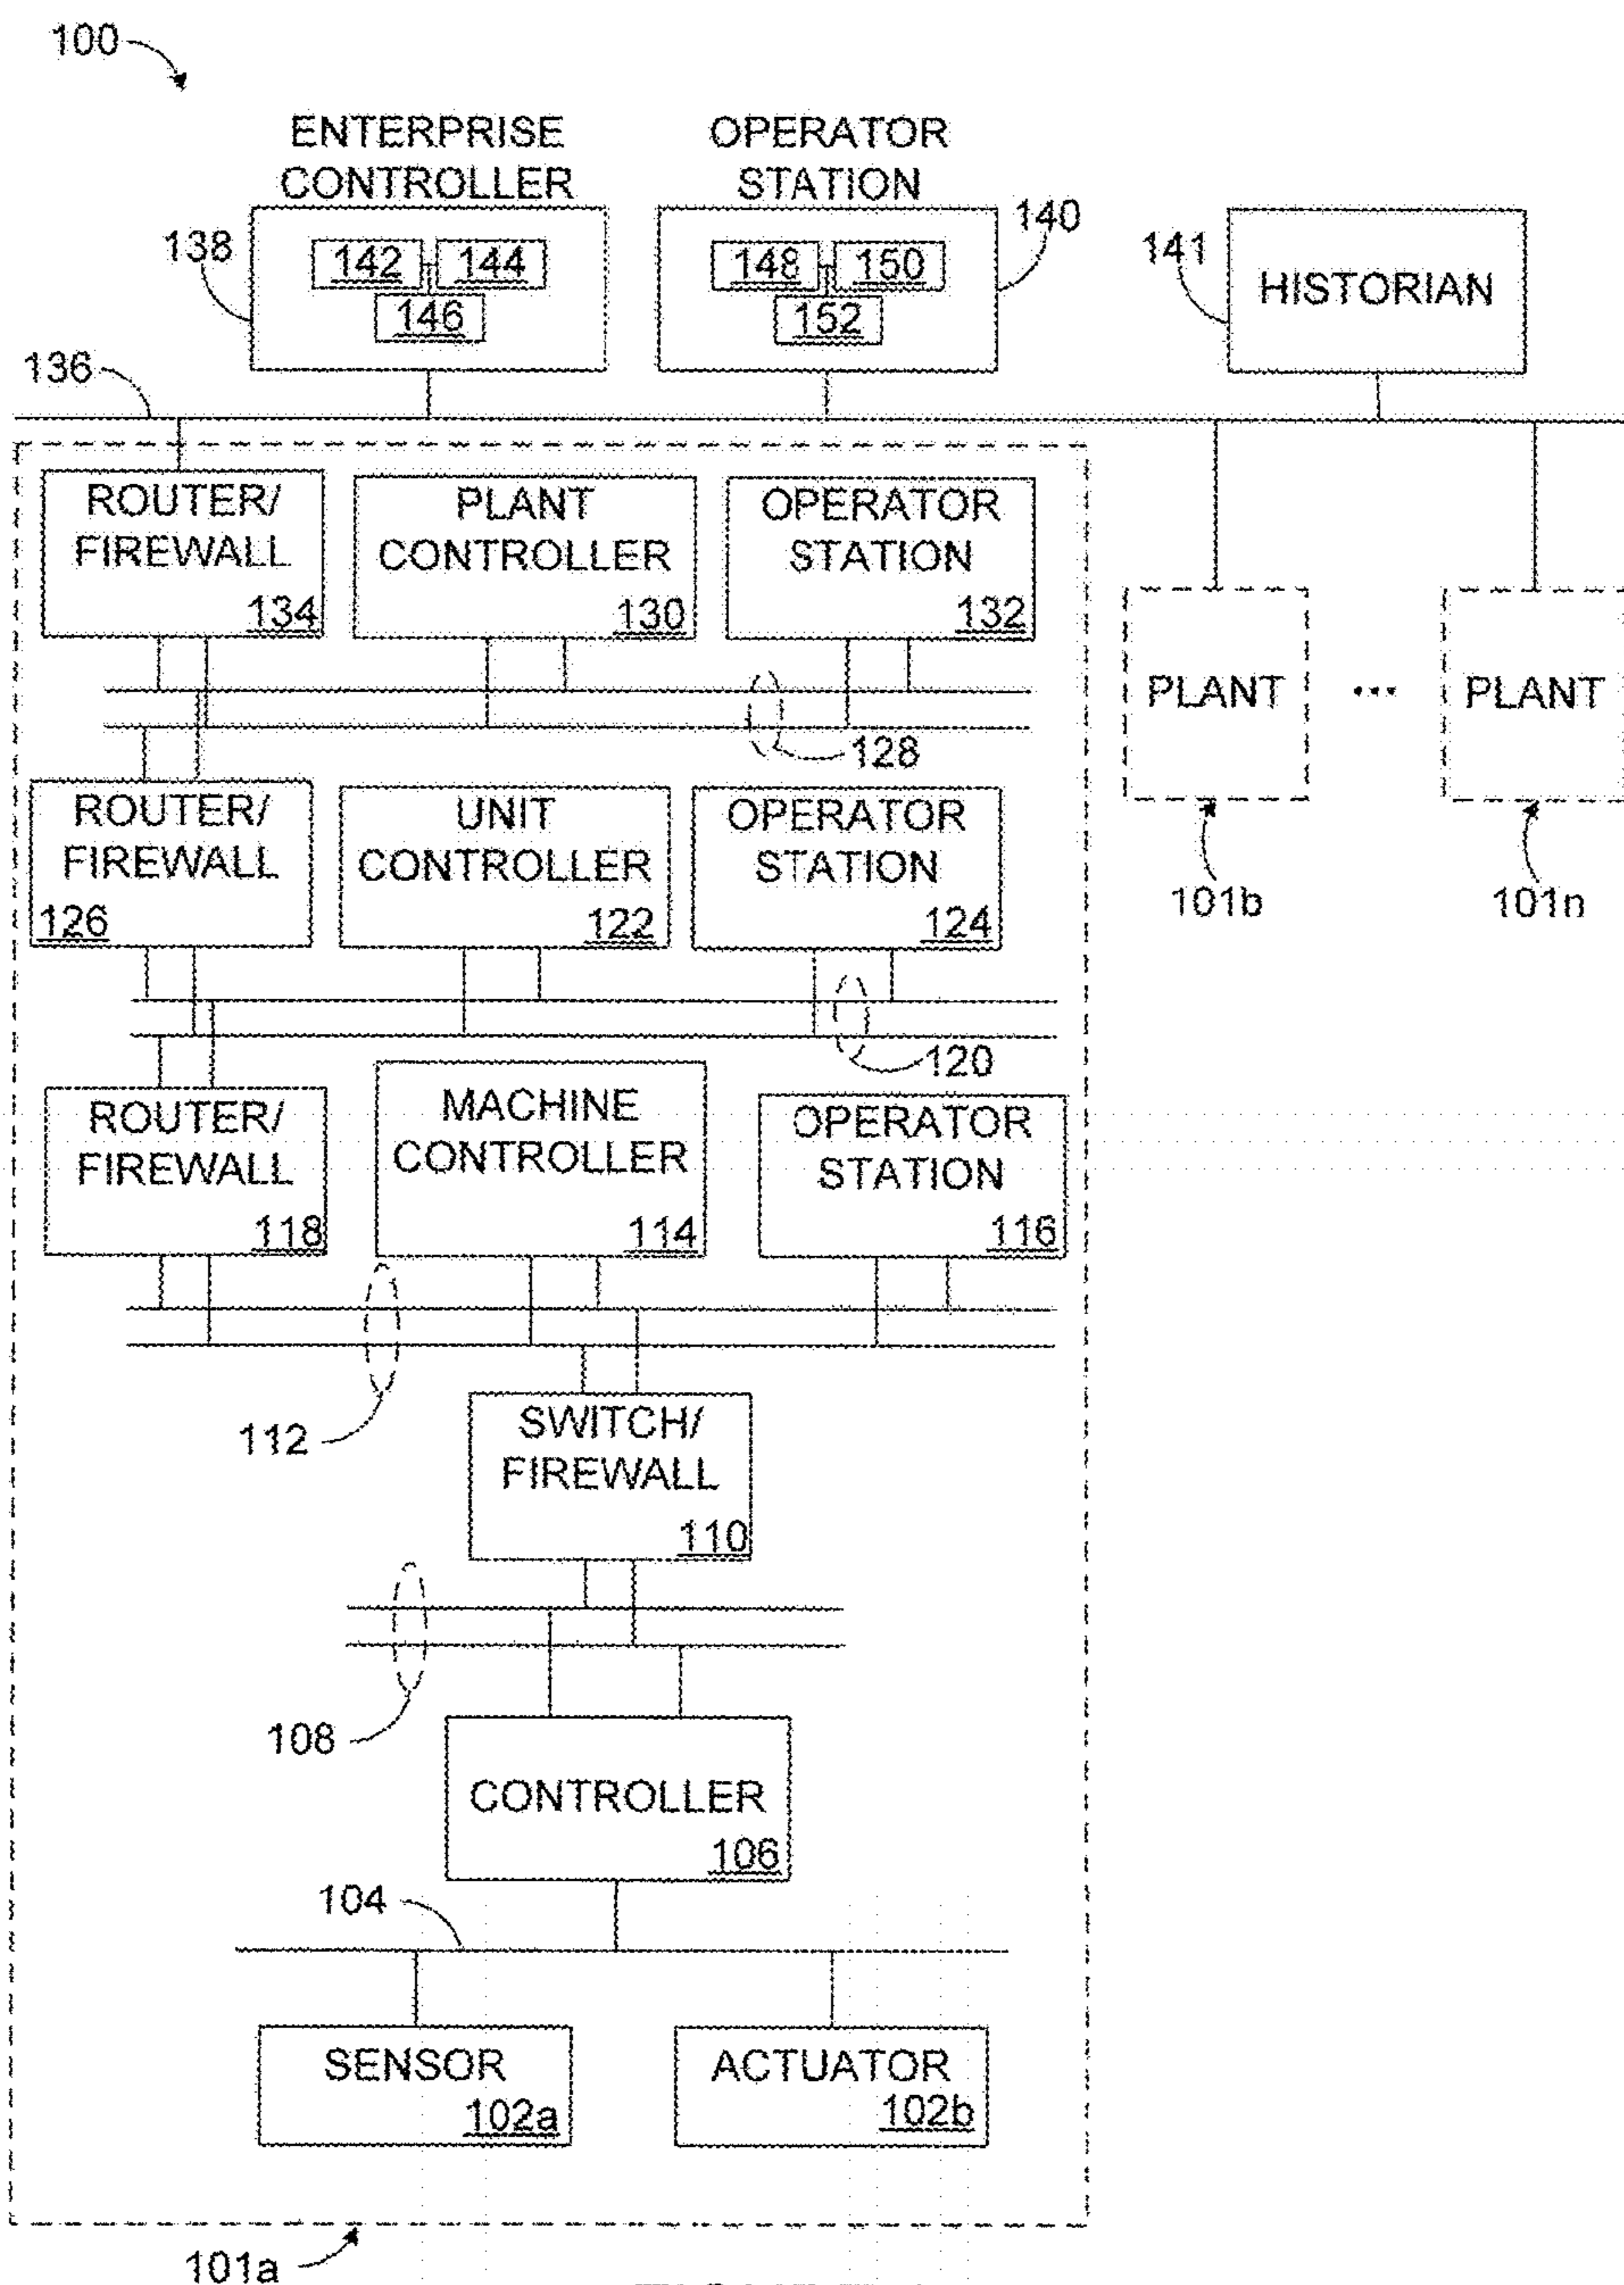 100
ENTERPRISE
CONTROLLER
OPERATOR
STATION
138
142
144
146
148
150
152
140
141
HISTORIAN
136
ROUTER/
FIREWALL
134
PLANT
CONTROLLER
130
OPERATOR
STATION
132
PLANT
...
PLANT
128
101b
101n
ROUTER/
FIREWALL
126
UNIT
CONTROLLER
122
OPERATOR
STATION
124
120
ROUTER/
FIREWALL
118
MACHINE
CONTROLLER
114
OPERATOR
STATION
116
112
SWITCH/
FIREWALL
110
108
CONTROLLER
106
104
SENSOR
102a
ACTUATOR
102b
101a